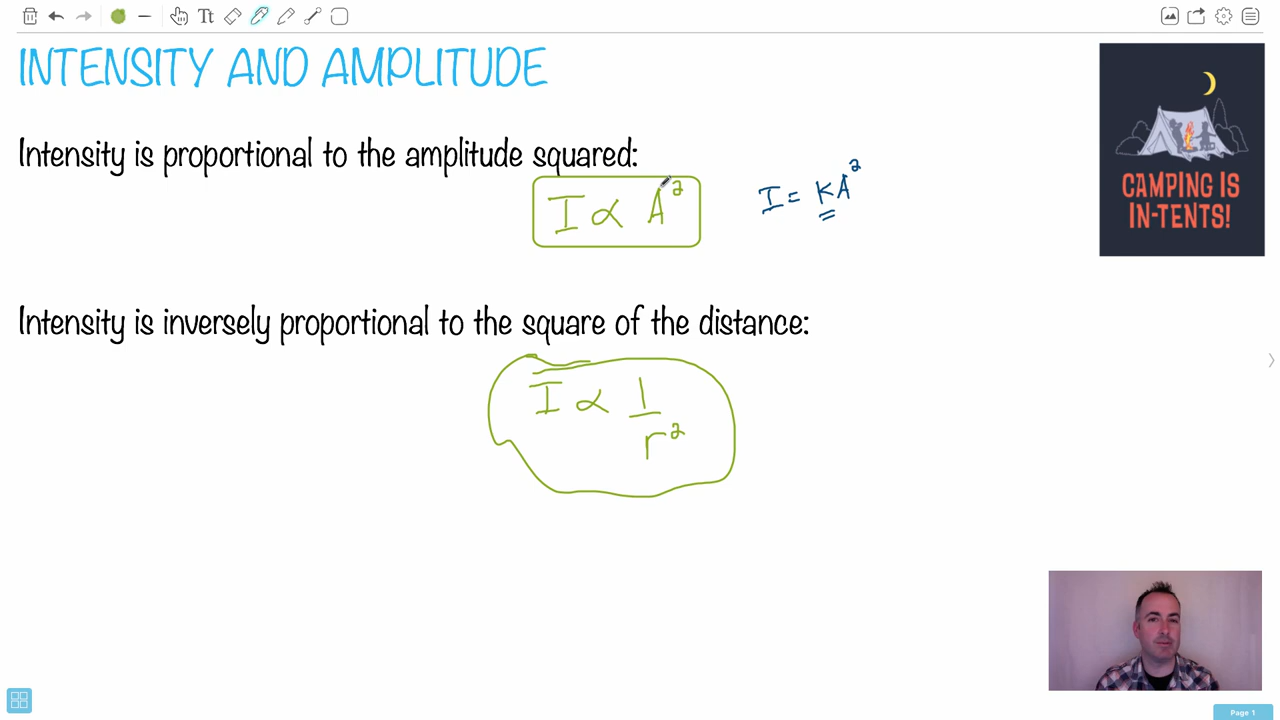 Tt
INTENSITY AND AMPLITUDE
Intensity is proportional to the amplitude squared:
I ∝ A²
I = KA²
CAMPING IS
IN-TENTS!
Intensity is inversely proportional to the square of the distance:
I ∝ 1/r²
Page 1